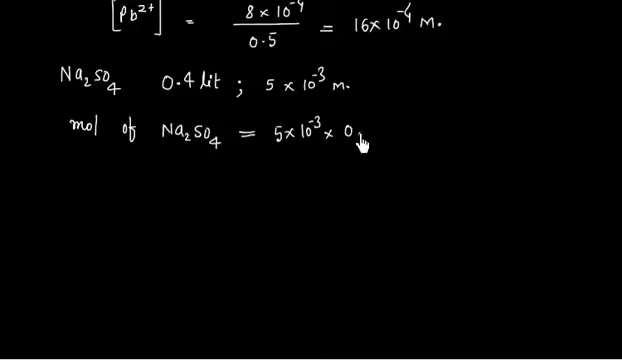 [Pb²⁺] = 8 × 10⁻⁴ / 0.5 = 16 × 10⁻⁴ M.
Na₂SO₄ 0.4 lit ; 5 × 10⁻³ M.
mol of Na₂SO₄ = 5 × 10⁻³ × 0.